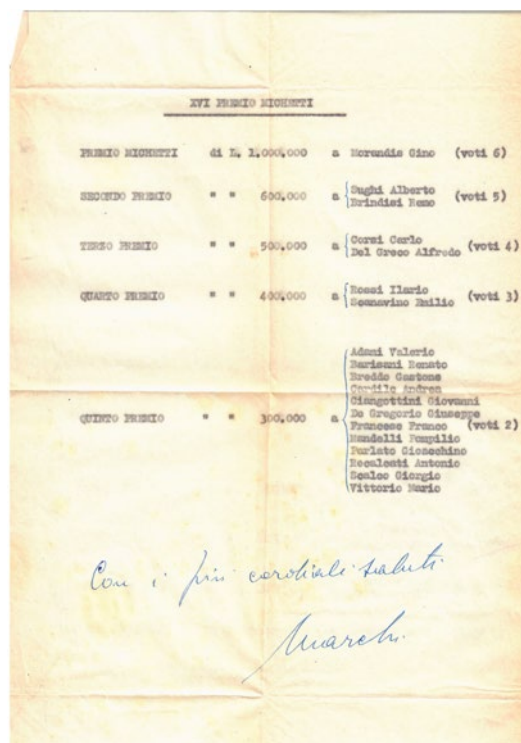 XVI PREMIO MICHETTI
PREMIO MICHETTI di L. 1.000.000 a Morandis Gino (voti 6)
SECONDO PREMIO " " 600.000 a Sughi Alberto
Brindisi Remo (voti 5)
TERZO PREMIO " " 500.000 a Corsi Carlo
Del Greco Alfredo (voti 4)
QUARTO PREMIO " " 400.000 a Rossi Ilario
Scanavino Emilio (voti 3)
Adami Valerio
Barisani Renato
Breddo Gastone
Cardile Andrea
Ciangottini Giovanni
De Gregorio Giuseppe
QUINTO PREMIO " " 300.000 a Francese Franco (voti 2)
Mandelli Pompilio
Parlato Gioacchino
Recalcati Antonio
Scalco Giorgio
Vittorio Mario
Con i più cordiali saluti
Marchi